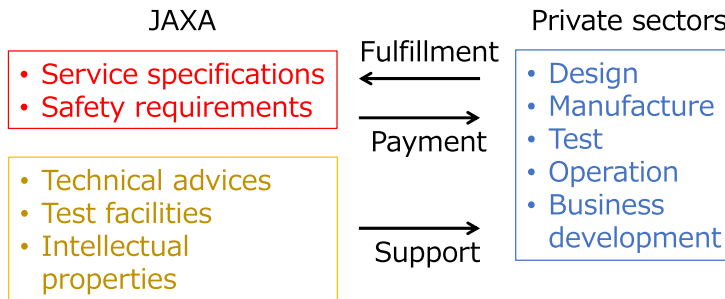 JAXA
• Service specifications
• Safety requirements
• Technical advices
• Test facilities
• Intellectual
properties
Fulfillment
Payment
Support
Private sectors
• Design
• Manufacture
• Test
• Operation
• Business
development